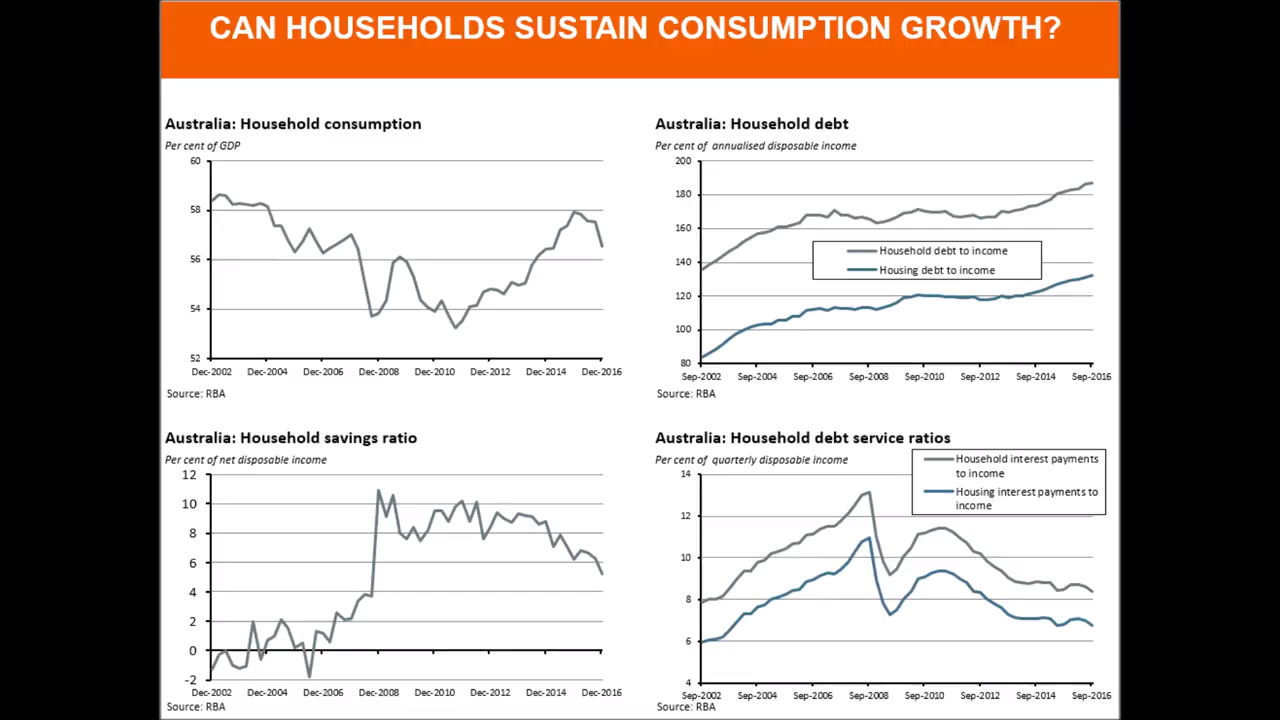 CAN HOUSEHOLDS SUSTAIN CONSUMPTION GROWTH?
Australia: Household consumption
Per cent of GDP
60
58
56
54
52
Dec-2002 Dec-2004 Dec-2006 Dec-2008 Dec-2010 Dec-2012 Dec-2014 Dec-2016
Source: RBA
Australia: Household debt
Per cent of annualised disposable income
200
180
160
140
120
100
80
Household debt to income
Housing debt to income
Sep-2002 Sep-2004 Sep-2006 Sep-2008 Sep-2010 Sep-2012 Sep-2014 Sep-2016
Source: RBA
Australia: Household savings ratio
Per cent of net disposable income
12
10
8
6
4
2
0
-2
Dec-2002 Dec-2004 Dec-2006 Dec-2008 Dec-2010 Dec-2012 Dec-2014 Dec-2016
Source: RBA
Australia: Household debt service ratios
Per cent of quarterly disposable income
Household interest payments
to income
Housing interest payments to
income
14
12
10
8
6
4
Sep-2002 Sep-2004 Sep-2006 Sep-2008 Sep-2010 Sep-2012 Sep-2014 Sep-2016
Source: RBA